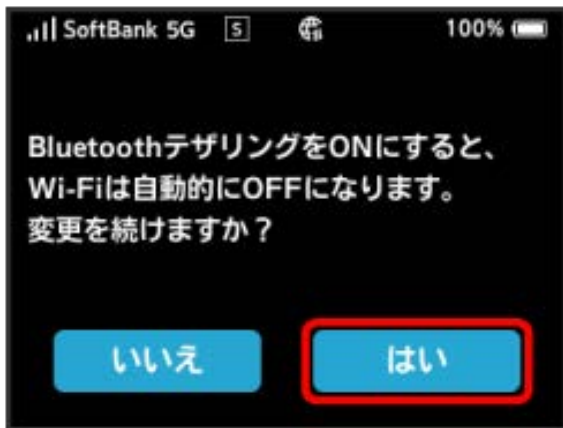 SoftBank 5G S 100%
BluetoothテザリングをONにすると、
Wi-Fiは自動的にOFFになります。
変更を続けますか？
いいえ はい